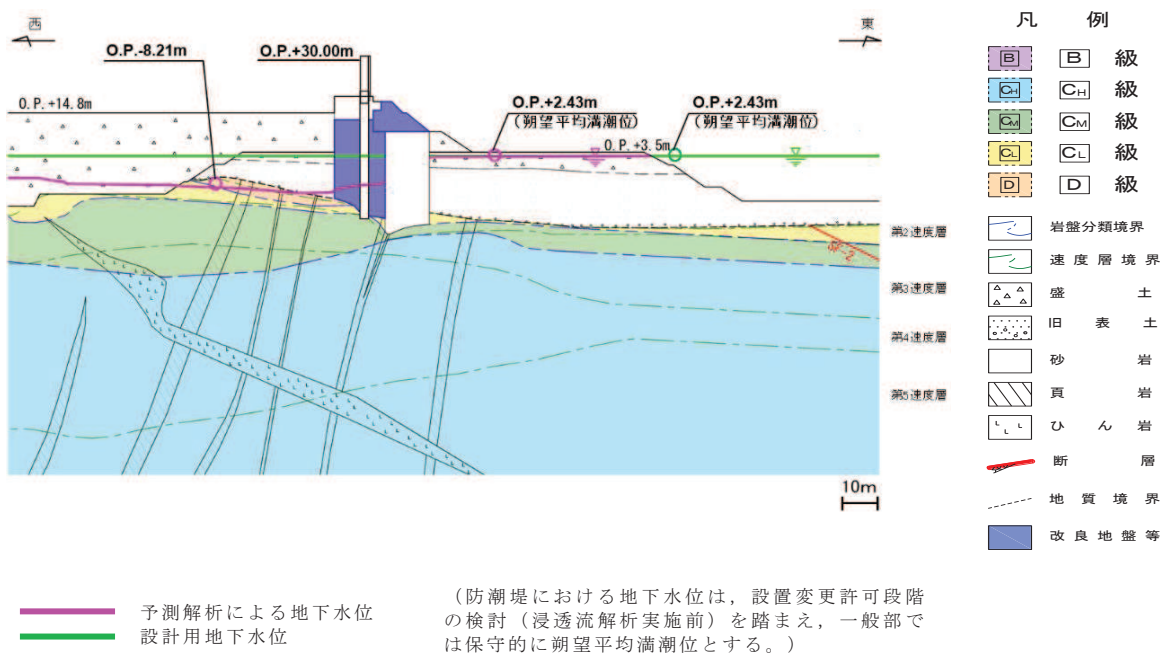 西
東
O.P.-8.21m
O.P.+30.00m
O.P.+14.8m
O.P.+2.43m
(朔望平均満潮位)
O.P.+2.43m
(朔望平均満潮位)
O.P.+3.5m
第2速度層
第3速度層
第4速度層
第5速度層
10m
凡 例
B B 級
CH CH 級
CM CM 級
CL CL 級
D D 級
岩盤分類境界
速度層境界
盛土
旧表土
砂岩
頁岩
ひん岩
断層
地質境界
改良地盤等
予測解析による地下水位
設計用地下水位
(防潮堤における地下水位は，設置変更許可段階
の検討（浸透流解析実施前）を踏まえ，一般部で
は保守的に朔望平均満潮位とする。)